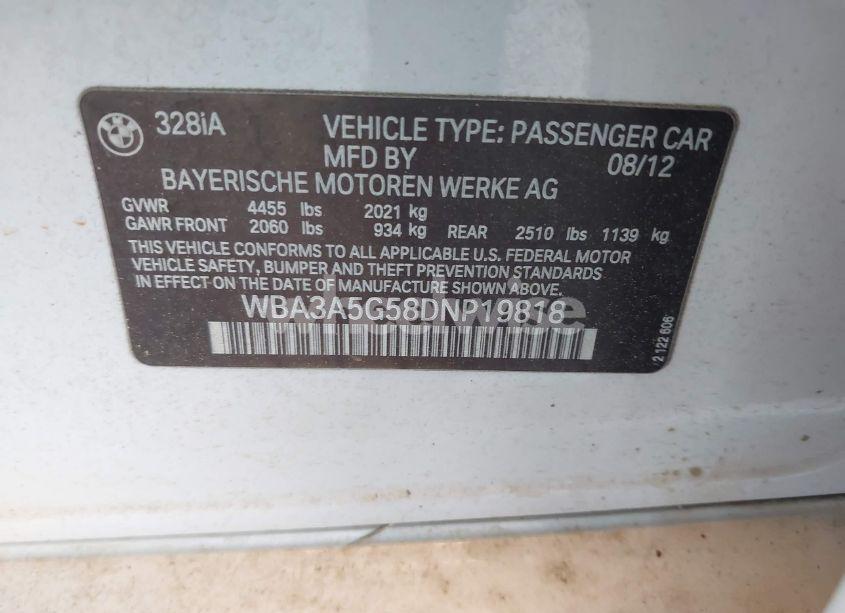 328iA VEHICLE TYPE: PASSENGER CAR
MFD BY 08/12
BAYERISCHE MOTOREN WERKE AG
GVWR 4455 lbs 2021 kg
GAWR FRONT 2060 lbs 934 kg REAR 2510 lbs 1139 kg
THIS VEHICLE CONFORMS TO ALL APPLICABLE U.S. FEDERAL MOTOR
VEHICLE SAFETY, BUMPER AND THEFT PREVENTION STANDARDS
IN EFFECT ON THE DATE OF MANUFACTURE SHOWN ABOVE.
WBA3A5G58DNP19818
2 122 606